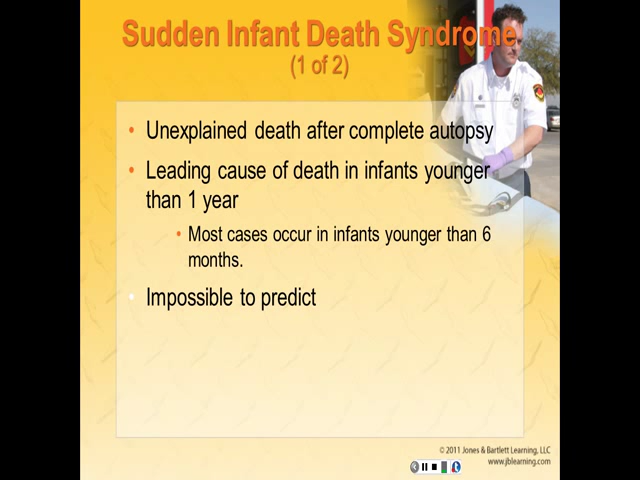 Sudden Infant Death Syndrome
(1 of 2)
• Unexplained death after complete autopsy
• Leading cause of death in infants younger
than 1 year
• Most cases occur in infants younger than 6
months.
• Impossible to predict
© 2011 Jones & Bartlett Learning, LLC
www.jblearning.com